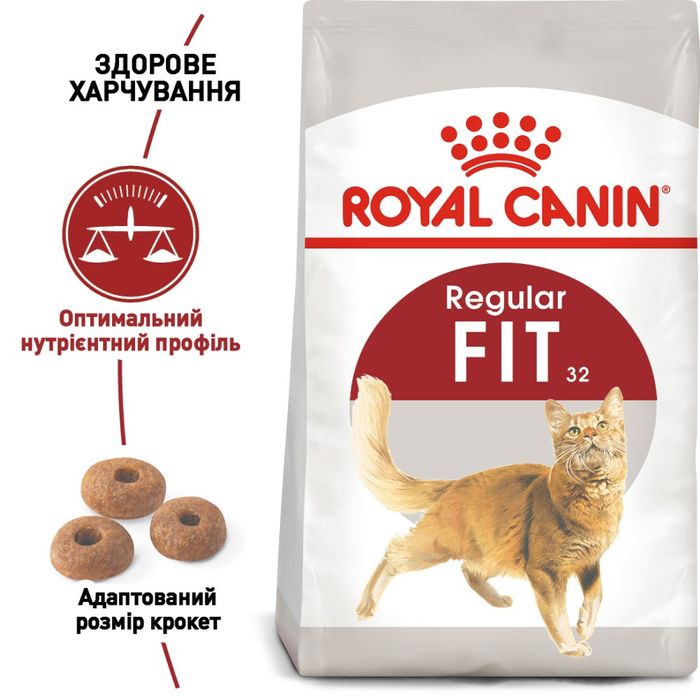 ЗДОРОВЕ
ХАРЧУВАННЯ
Оптимальний
нутрієнтний профіль
Адаптований
розмір крокет
ROYAL CANIN®
Regular
FIT 32